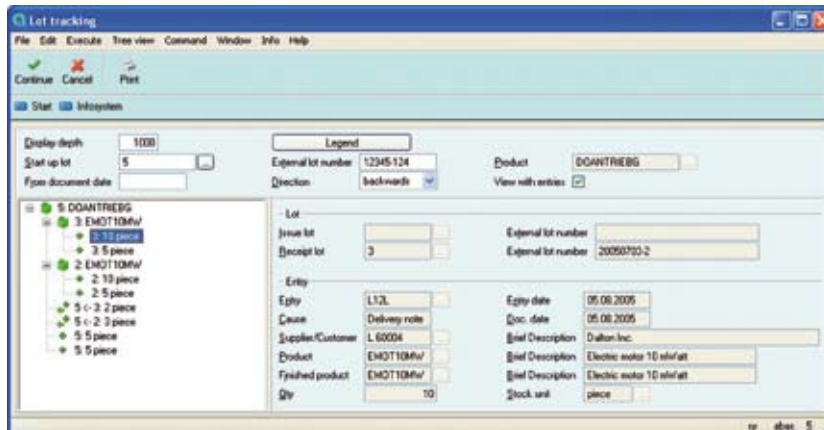 Lot tracking
File Edit Execute Tree view Command Window Info Help
Continue Cancel Print
Start Infosystem
Display depth 1000 Legend
Start up lot 5 ... External lot number 12345-124 Product DOANTRIEBG
From document date Direction backwards View with entries
5: DOANTRIEBG
3: EMOT10MW
3: 10 piece
3: 5 piece
2: EMOT10MW
2: 10 piece
2: 5 piece
5 <- 3: 2 piece
5 <- 2: 3 piece
5: 5 piece
5: 5 piece
Lot
Issue lot External lot number
Receipt lot 3 External lot number 20050703-2
Entry
Entry L12L Entry date 05.08.2005
Cause Delivery note Doc. date 05.08.2005
Supplier/Customer L 60004 Brief Description Dalton Inc.
Product EMOT10MW Brief Description Electric motor 10 mWatt
Finished product EMOT10MW Brief Description Electric motor 10 mWatt
Qty 10 Stock unit piece
abas 5